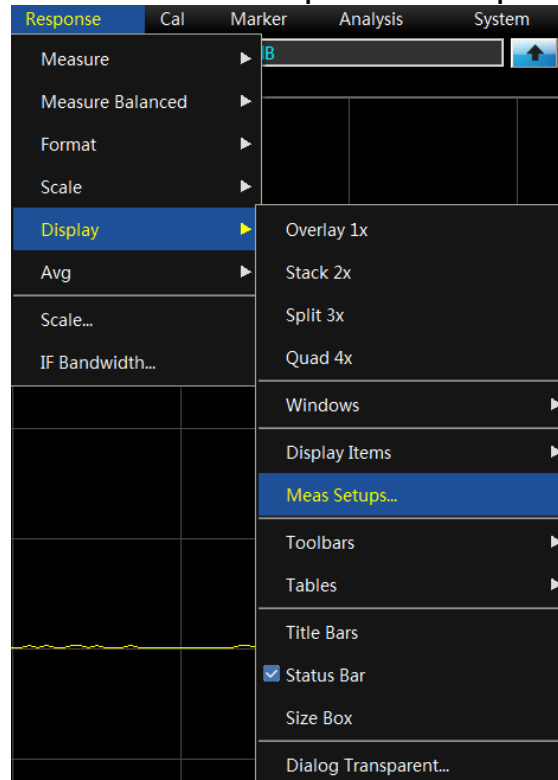 Response Cal Marker Analysis System
Measure
Measure Balanced
Format
Scale
Display
Avg
Scale...
IF Bandwidth...
Overlay 1x
Stack 2x
Split 3x
Quad 4x
Windows
Display Items
Meas Setups...
Toolbars
Tables
Title Bars
Status Bar
Size Box
Dialog Transparent...